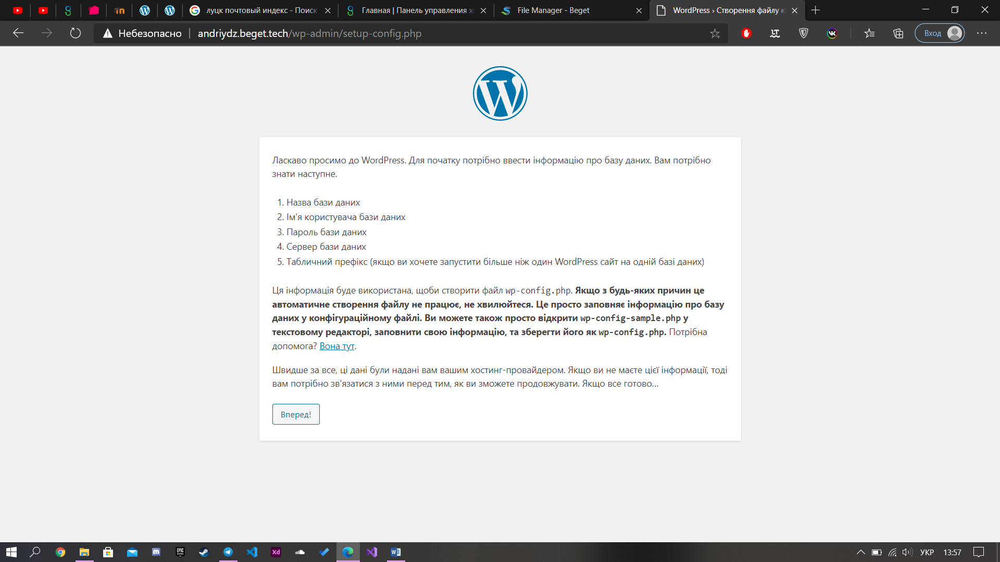 луцк почтовый индекс - Поиск
Главная | Панель управления хо
File Manager - Beget
WordPress › Створення файлу к
Небезопасно
andriydz.beget.tech/wp-admin/setup-config.php
Вход
Ласкаво просимо до WordPress. Для початку потрібно ввести інформацію про базу даних. Вам потрібно
знати наступне.
1. Назва бази даних
2. Ім'я користувача бази даних
3. Пароль бази даних
4. Сервер бази даних
5. Табличний префікс (якщо ви хочете запустити більше ніж один WordPress сайт на одній базі даних)
Ця інформація буде використана, щоби створити файл wp-config.php. Якщо з будь-яких причин це
автоматичне створення файлу не працює, не хвилюйтеся. Це просто заповняє інформацію про базу
даних у конфігураційному файлі. Ви можете також просто відкрити wp-config-sample.php у
текстовому редакторі, заповнити свою інформацію, та зберегти його як wp-config.php. Потрібна
допомога? Вона тут.
Швидше за все, ці дані були надані вам вашим хостинг-провайдером. Якщо ви не маєте цієї інформації, тоді
вам потрібно зв'язатися з ними перед тим, як ви зможете продовжувати. Якщо все готово…
Вперед!
УКР
13:57